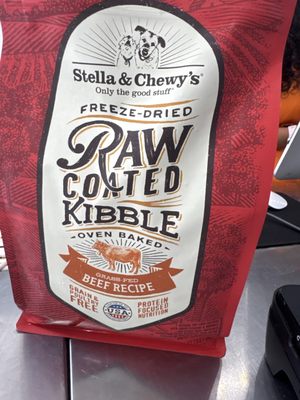 Stella & Chewy's®
"Only the good stuff"
FREEZE-DRIED
RAW
COATED
KIBBLE
OVEN BAKED
GRASS-FED
BEEF RECIPE
GRAIN &
FREE
USA
PROTEIN
FOCUSED
NUTRITION